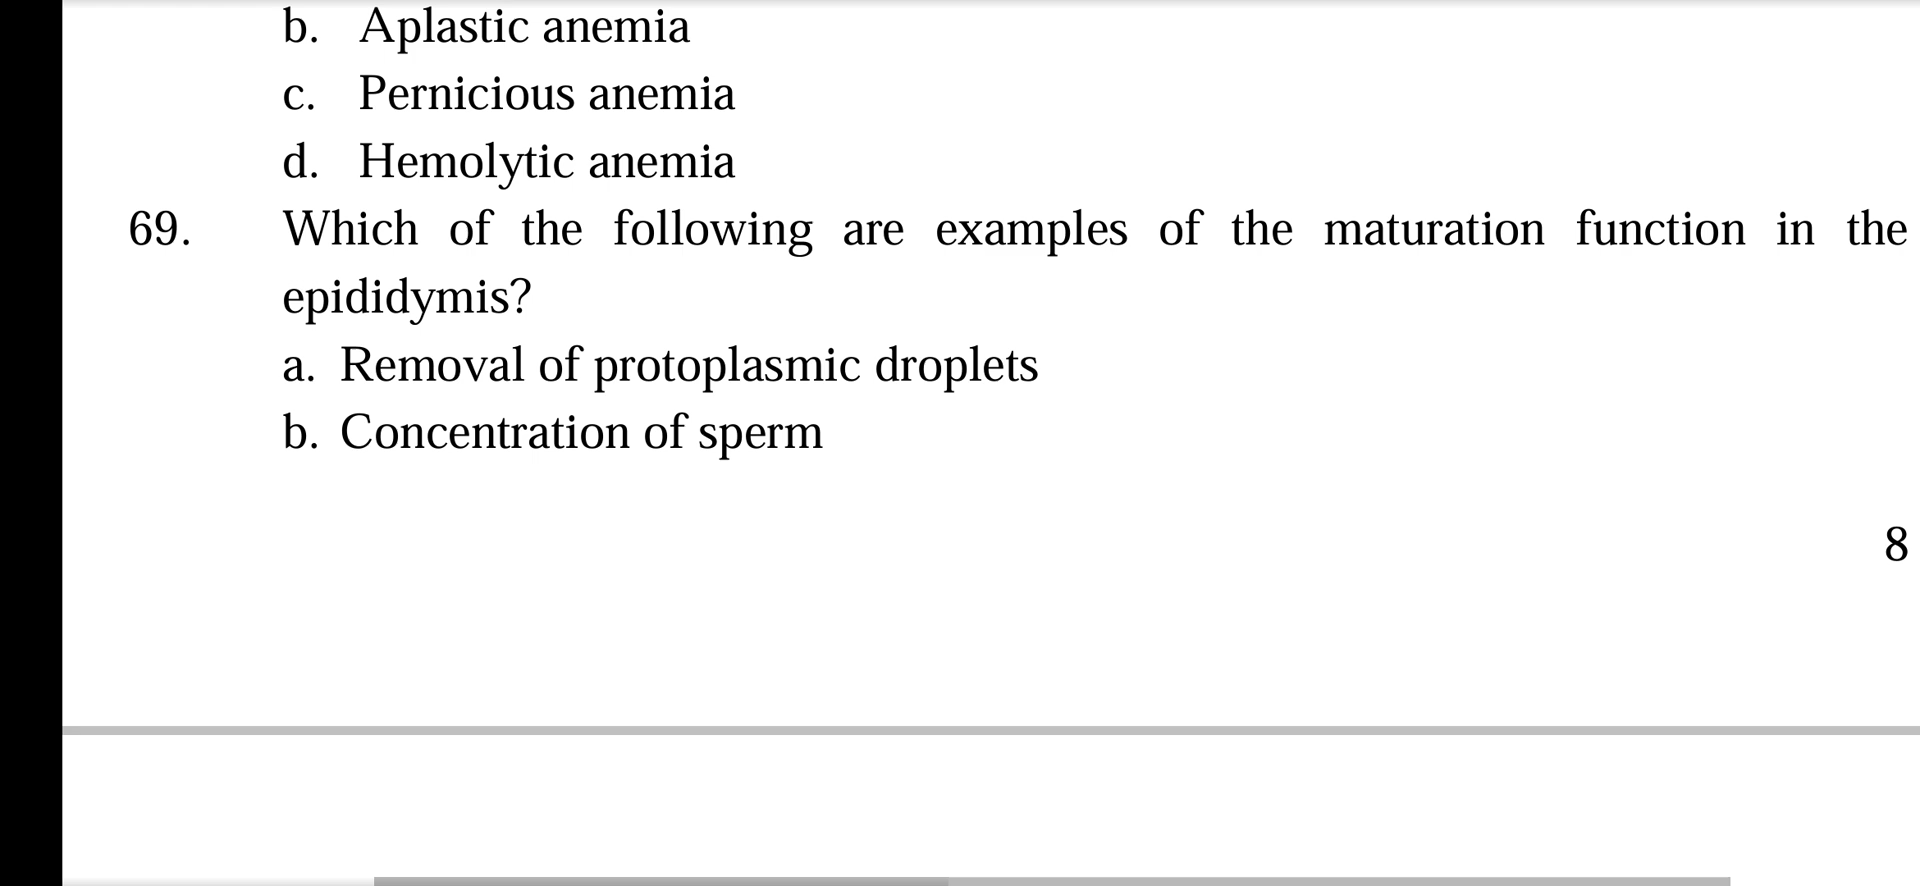 b. Aplastic anemia
c. Pernicious anemia
d. Hemolytic anemia
69. Which of the following are examples of the maturation function in the
epididymis?
a. Removal of protoplasmic droplets
b. Concentration of sperm
8